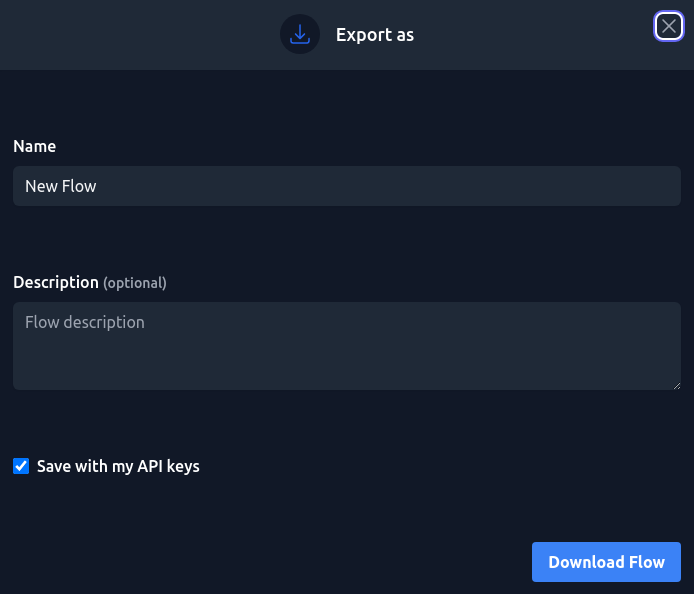 Export as
Name
New Flow
Description (optional)
Flow description
Save with my API keys
Download Flow